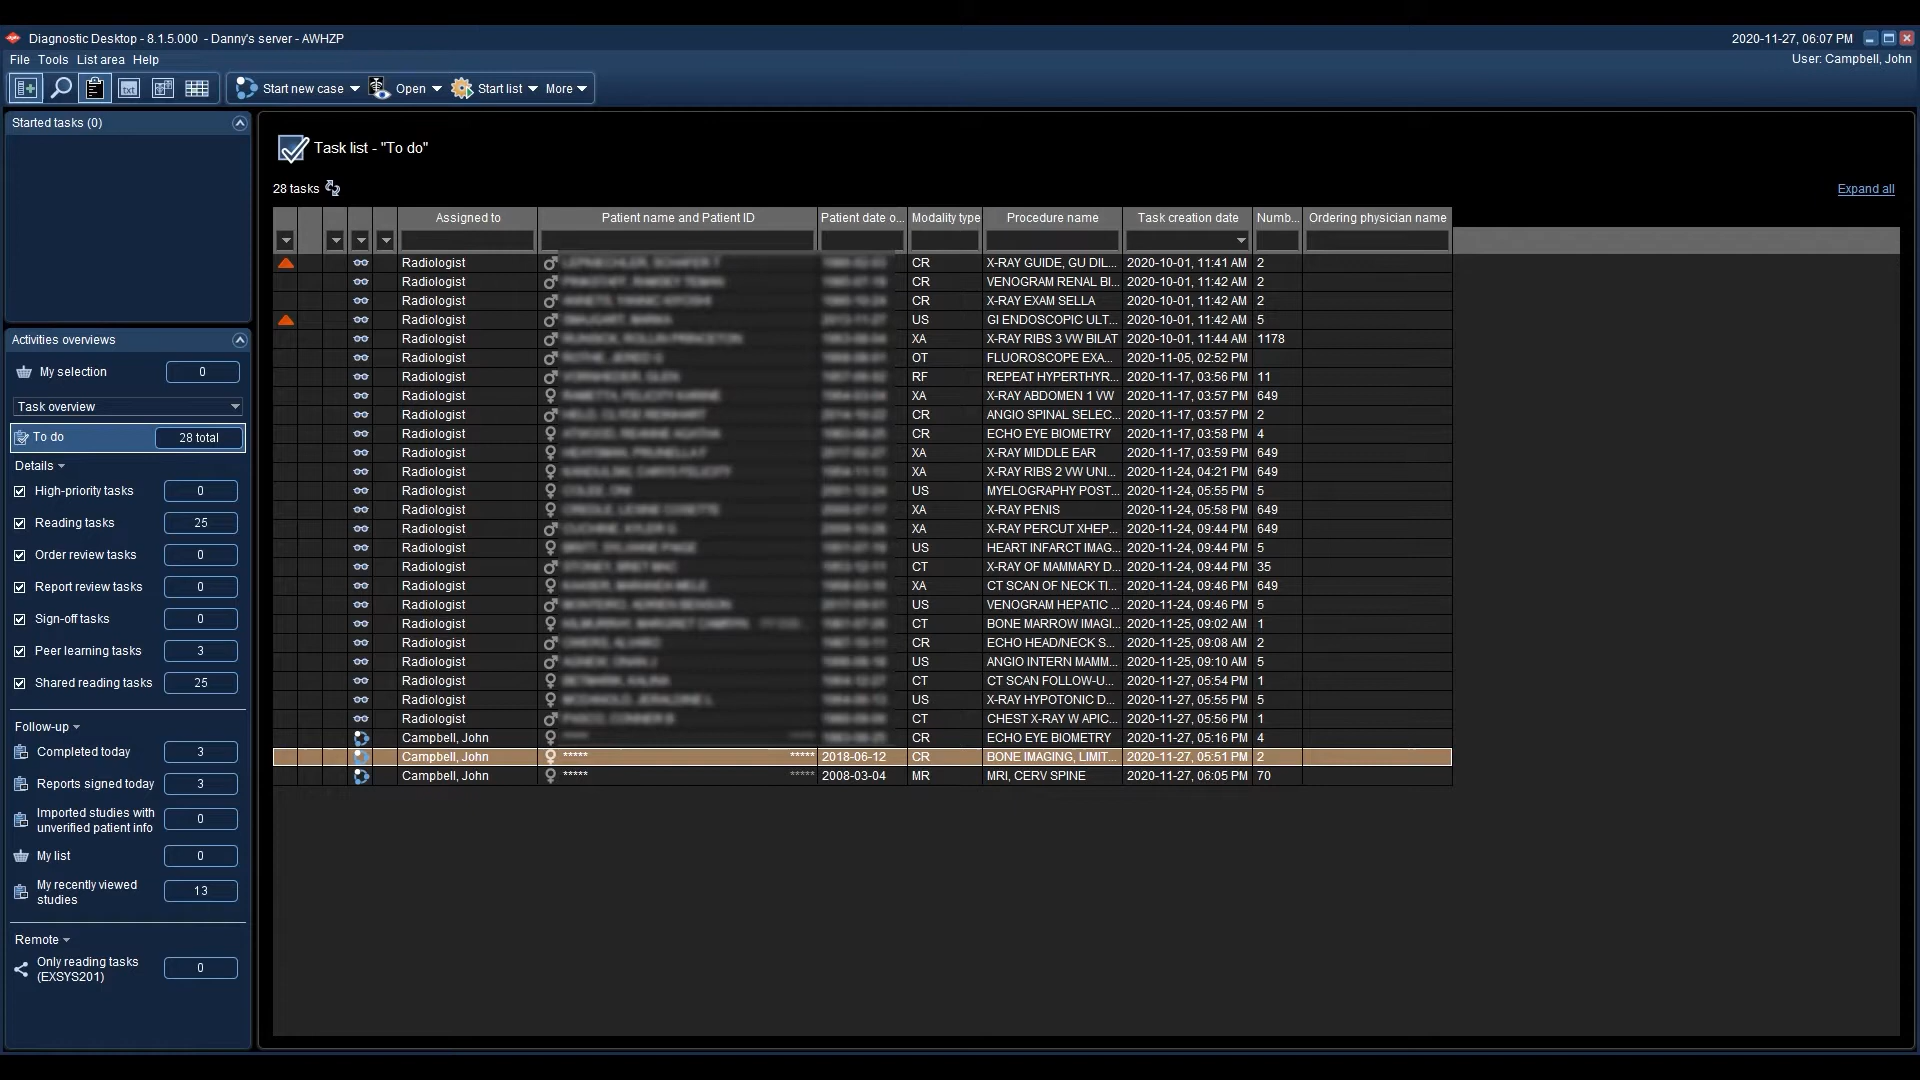 Diagnostic Desktop - 8.1.5.000 - Danny's server - AWHZP
2020-11-27, 06:07 PM
File Tools List area Help
User: Campbell, John
txt
Start new case Open Start list More
Started tasks (0)
Activities overviews
My selection 0
Task overview
To do 28 total
Details
High-priority tasks 0
Reading tasks 25
Order review tasks 0
Report review tasks 0
Sign-off tasks 0
Peer learning tasks 3
Shared reading tasks 25
Follow-up
Completed today 3
Reports signed today 3
Imported studies with
unverified patient info 0
My list 0
My recently viewed
studies 13
Remote
Only reading tasks
(EXSYS201) 0
Task list - "To do"
28 tasks
Expand all
Assigned to Patient name and Patient ID Patient date o... Modality type Procedure name Task creation date Numb... Ordering physician name
Radiologist CR X-RAY GUIDE, GU DIL... 2020-10-01, 11:41 AM 2
Radiologist CR VENOGRAM RENAL BI... 2020-10-01, 11:42 AM 2
Radiologist CR X-RAY EXAM SELLA 2020-10-01, 11:42 AM 2
Radiologist US GI ENDOSCOPIC ULT... 2020-10-01, 11:42 AM 5
Radiologist XA X-RAY RIBS 3 VW BILAT 2020-10-01, 11:44 AM 1178
Radiologist OT FLUOROSCOPE EXA... 2020-11-05, 02:52 PM
Radiologist RF REPEAT HYPERTHYR... 2020-11-17, 03:56 PM 11
Radiologist XA X-RAY ABDOMEN 1 VW 2020-11-17, 03:57 PM 649
Radiologist CR ANGIO SPINAL SELEC... 2020-11-17, 03:57 PM 2
Radiologist CR ECHO EYE BIOMETRY 2020-11-17, 03:58 PM 4
Radiologist XA X-RAY MIDDLE EAR 2020-11-17, 03:59 PM 649
Radiologist XA X-RAY RIBS 2 VW UNI... 2020-11-24, 04:21 PM 649
Radiologist US MYELOGRAPHY POST... 2020-11-24, 05:55 PM 5
Radiologist XA X-RAY PENIS 2020-11-24, 05:58 PM 649
Radiologist XA X-RAY PERCUT XHEP... 2020-11-24, 09:44 PM 649
Radiologist US HEART INFARCT IMAG... 2020-11-24, 09:44 PM 5
Radiologist CT X-RAY OF MAMMARY D... 2020-11-24, 09:44 PM 35
Radiologist XA CT SCAN OF NECK TI... 2020-11-24, 09:46 PM 649
Radiologist US VENOGRAM HEPATIC ... 2020-11-24, 09:46 PM 5
Radiologist CT BONE MARROW IMAGI... 2020-11-25, 09:02 AM 1
Radiologist CR ECHO HEAD/NECK S... 2020-11-25, 09:08 AM 2
Radiologist US ANGIO INTERN MAMM... 2020-11-25, 09:10 AM 5
Radiologist CT CT SCAN FOLLOW-U... 2020-11-27, 05:54 PM 1
Radiologist US X-RAY HYPOTONIC D... 2020-11-27, 05:55 PM 5
Radiologist CT CHEST X-RAY W APIC... 2020-11-27, 05:56 PM 1
Campbell, John CR ECHO EYE BIOMETRY 2020-11-27, 05:16 PM 4
Campbell, John ***** ***** 2018-06-12 CR BONE IMAGING, LIMIT... 2020-11-27, 05:51 PM 2
Campbell, John ***** ***** 2008-03-04 MR MRI, CERV SPINE 2020-11-27, 06:05 PM 70